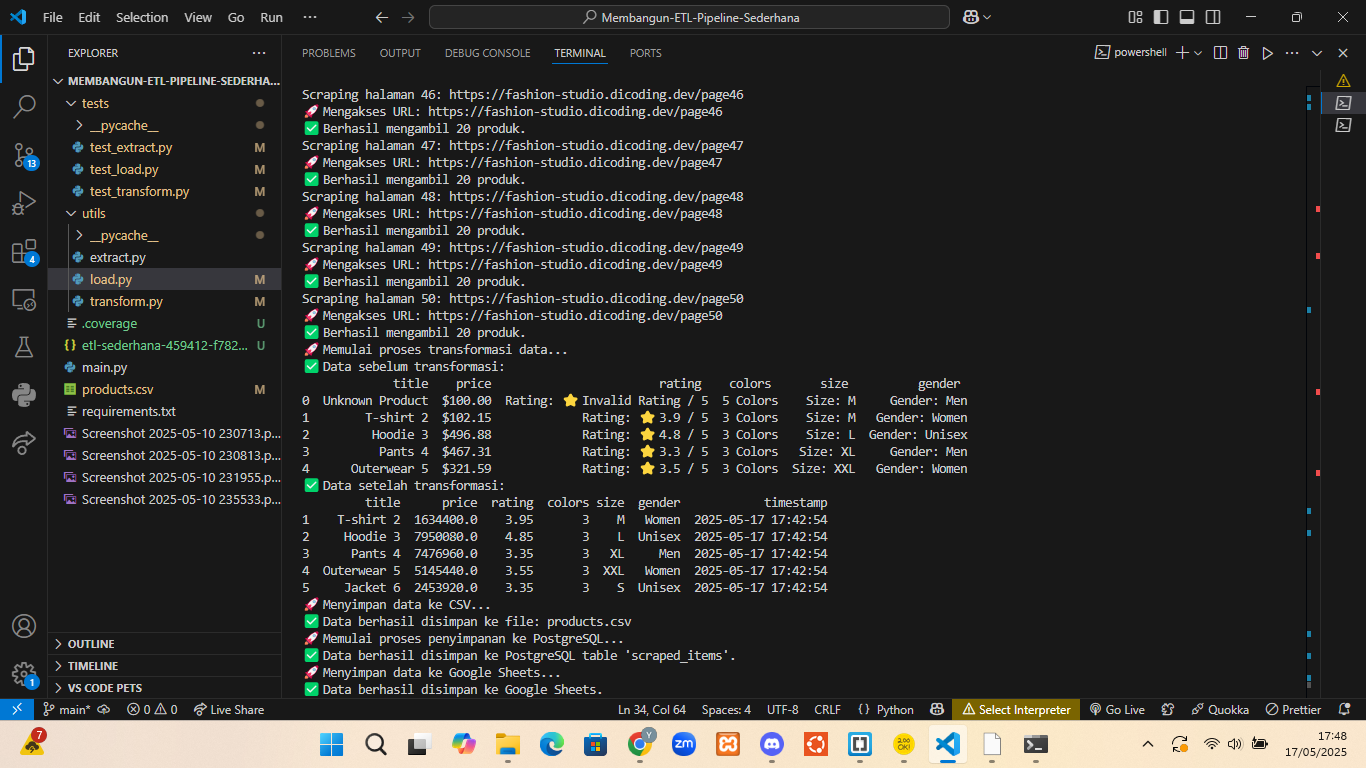 File Edit Selection View Go Run ··· Membangun-ETL-Pipeline-Sederhana
EXPLORER ···
MEMBANGUN-ETL-PIPELINE-SEDERHA...
tests
__pycache__
test_extract.py M
test_load.py M
test_transform.py M
utils
__pycache__
extract.py
load.py M
transform.py M
.coverage U
{} etl-sederhana-459412-f782... U
main.py
products.csv M
requirements.txt
Screenshot 2025-05-10 230713.p...
Screenshot 2025-05-10 230813.p...
Screenshot 2025-05-10 231955.p...
Screenshot 2025-05-10 235533.p...
OUTLINE
TIMELINE
VS CODE PETS
13
4
1
PROBLEMS OUTPUT DEBUG CONSOLE TERMINAL PORTS powershell
Scraping halaman 46: https://fashion-studio.dicoding.dev/page46
🚀 Mengakses URL: https://fashion-studio.dicoding.dev/page46
✅ Berhasil mengambil 20 produk.
Scraping halaman 47: https://fashion-studio.dicoding.dev/page47
🚀 Mengakses URL: https://fashion-studio.dicoding.dev/page47
✅ Berhasil mengambil 20 produk.
Scraping halaman 48: https://fashion-studio.dicoding.dev/page48
🚀 Mengakses URL: https://fashion-studio.dicoding.dev/page48
✅ Berhasil mengambil 20 produk.
Scraping halaman 49: https://fashion-studio.dicoding.dev/page49
🚀 Mengakses URL: https://fashion-studio.dicoding.dev/page49
✅ Berhasil mengambil 20 produk.
Scraping halaman 50: https://fashion-studio.dicoding.dev/page50
🚀 Mengakses URL: https://fashion-studio.dicoding.dev/page50
✅ Berhasil mengambil 20 produk.
🚀 Memulai proses transformasi data...
✅ Data sebelum transformasi:
title price rating colors size gender
0 Unknown Product $100.00 Rating: ⭐ Invalid Rating / 5 5 Colors Size: M Gender: Men
1 T-shirt 2 $102.15 Rating: ⭐ 3.9 / 5 3 Colors Size: M Gender: Women
2 Hoodie 3 $496.88 Rating: ⭐ 4.8 / 5 3 Colors Size: L Gender: Unisex
3 Pants 4 $467.31 Rating: ⭐ 3.3 / 5 3 Colors Size: XL Gender: Men
4 Outerwear 5 $321.59 Rating: ⭐ 3.5 / 5 3 Colors Size: XXL Gender: Women
✅ Data setelah transformasi:
title price rating colors size gender timestamp
1 T-shirt 2 1634400.0 3.95 3 M Women 2025-05-17 17:42:54
2 Hoodie 3 7950080.0 4.85 3 L Unisex 2025-05-17 17:42:54
3 Pants 4 7476960.0 3.35 3 XL Men 2025-05-17 17:42:54
4 Outerwear 5 5145440.0 3.55 3 XXL Women 2025-05-17 17:42:54
5 Jacket 6 2453920.0 3.35 3 S Unisex 2025-05-17 17:42:54
🚀 Menyimpan data ke CSV...
✅ Data berhasil disimpan ke file: products.csv
🚀 Memulai proses penyimpanan ke PostgreSQL...
✅ Data berhasil disimpan ke PostgreSQL table 'scraped_items'.
🚀 Menyimpan data ke Google Sheets...
✅ Data berhasil disimpan ke Google Sheets.
main* 0 0 Live Share Ln 34, Col 64 Spaces: 4 UTF-8 CRLF {} Python Select Interpreter Go Live Quokka Prettier
7 Y zm 17:48
17/05/2025